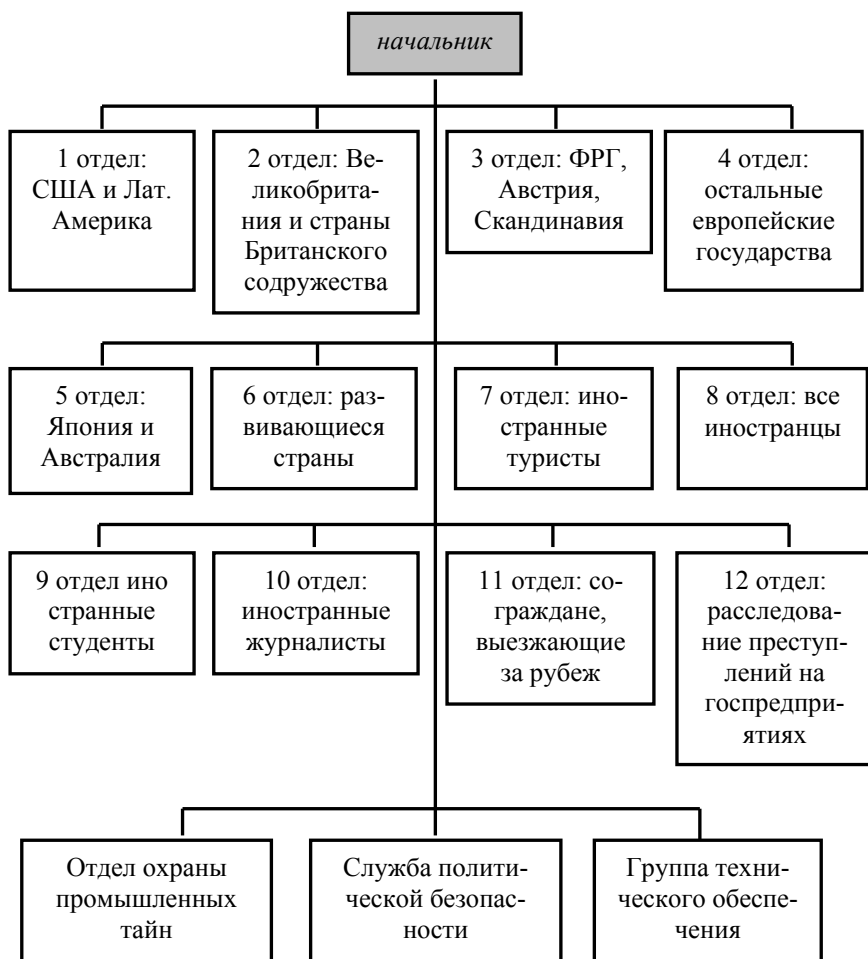 начальник
1 отдел:
США и Лат.
Америка
2 отдел: Ве-
ликобрита-
ния и страны
Британского
содружества
3 отдел: ФРГ,
Австрия,
Скандинавия
4 отдел:
остальные
европейские
государства
5 отдел:
Япония и
Австралия
6 отдел: раз-
вивающиеся
страны
7 отдел: ино-
странные
туристы
8 отдел: все
иностранцы
9 отдел ино
странные
студенты
10 отдел:
иностранные
журналисты
11 отдел: со-
граждане,
выезжающие
за рубеж
12 отдел:
расследова-
ние преступ-
лений на
госпредпри-
ятиях
Отдел охраны
промышленных
тайн
Служба полити-
ческой безопас-
ности
Группа техни-
ческого обеспе-
чения